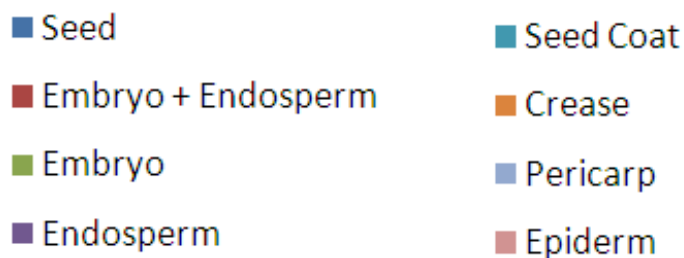 Seed
Embryo + Endosperm
Embryo
Endosperm
Seed Coat
Crease
Pericarp
Epiderm